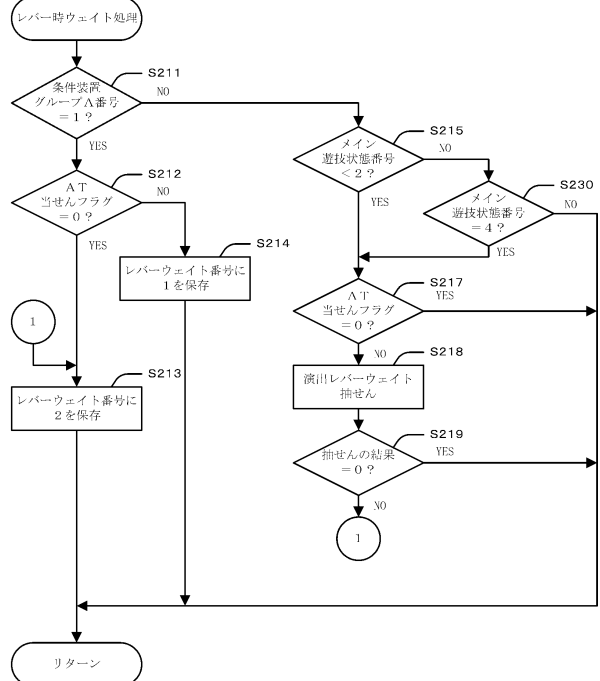 レバー時ウェイト処理
S211
条件装置
グループA番号
=1?
NO
YES
S215
メイン
遊技状態番号
<2?
NO
YES
S212
AT
当せんフラグ
=0?
NO
YES
S230
メイン
遊技状態番号
=4?
NO
YES
S214
レバーウェイト番号に
1を保存
S217
AT
当せんフラグ
=0?
YES
NO
1
S213
レバーウェイト番号に
2を保存
S218
演出レバーウェイト
抽せん
S219
抽せんの結果
=0?
YES
NO
1
リターン